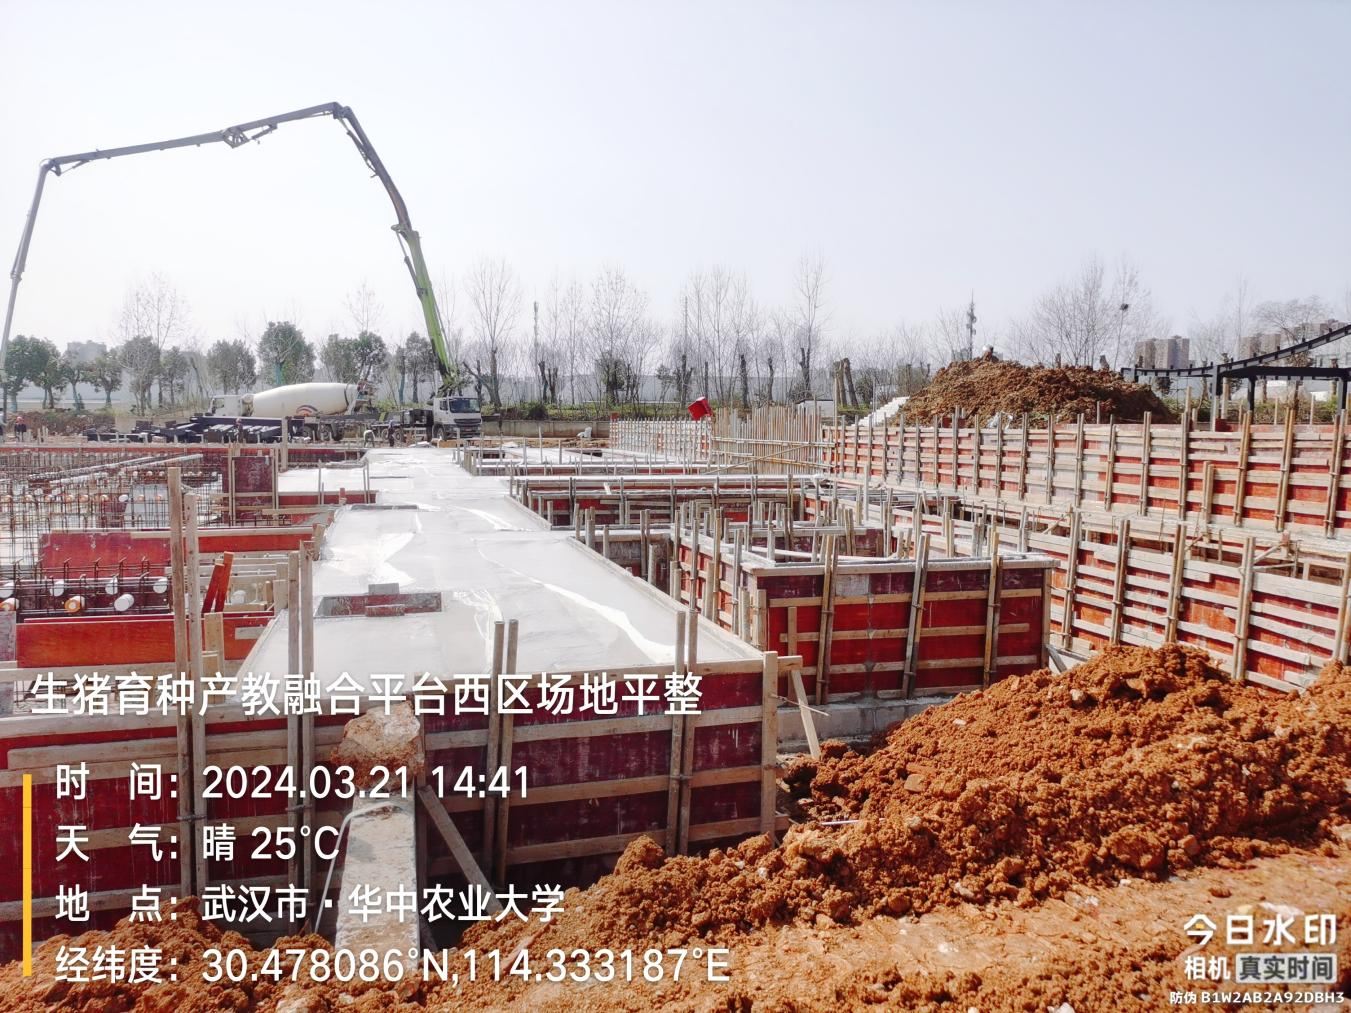 生猪育种产教融合平台西区场地平整
时 间：2024.03.21 14:41
天 气：晴 25℃
地 点：武汉市·华中农业大学
经纬度：30.478086°N,114.333187°E
今日水印
相机 真实时间
防伪 B1W2AB2A92DBH3